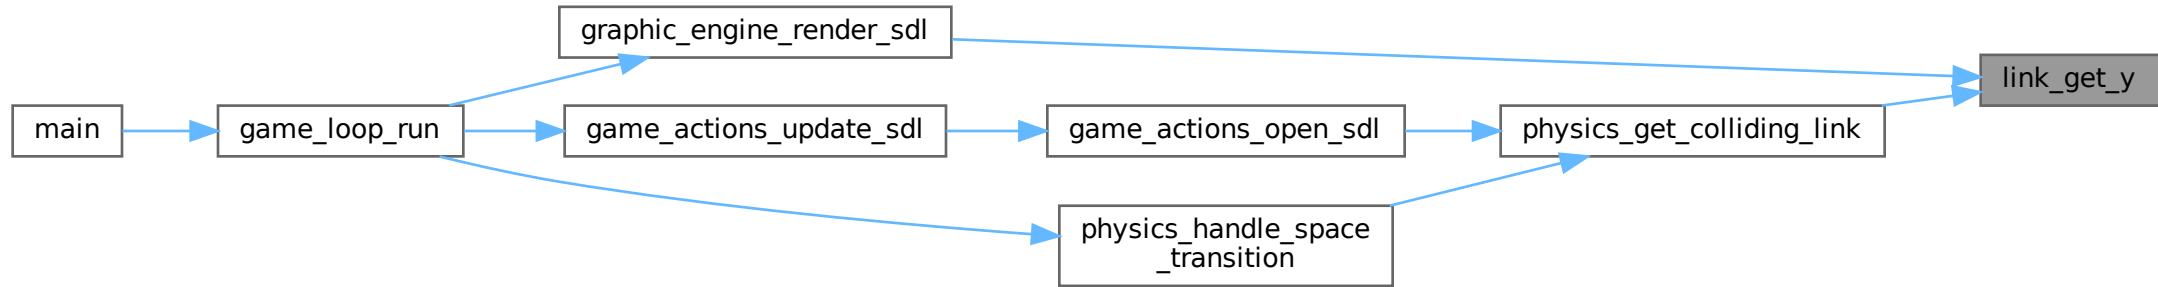 graphic_engine_render_sdl
link_get_y
main
game_loop_run
game_actions_update_sdl
game_actions_open_sdl
physics_get_colliding_link
physics_handle_space
_transition